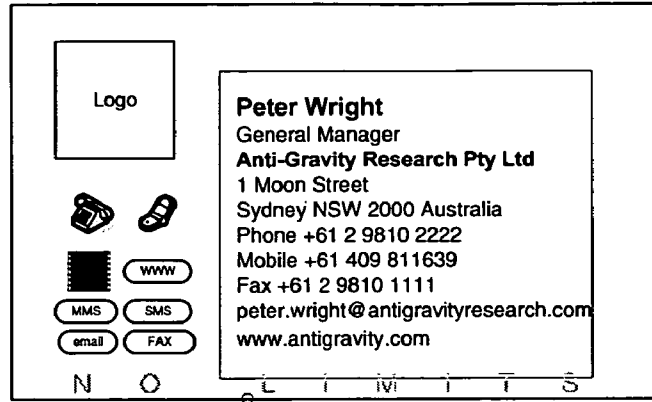 Logo
Peter Wright
General Manager
Anti-Gravity Research Pty Ltd
1 Moon Street
Sydney NSW 2000 Australia
Phone +61 2 9810 2222
Mobile +61 409 811639
Fax +61 2 9810 1111
peter.wright@antigravityresearch.com
www.antigravity.com
WWW
MMS SMS
email FAX
N O L I M I T S